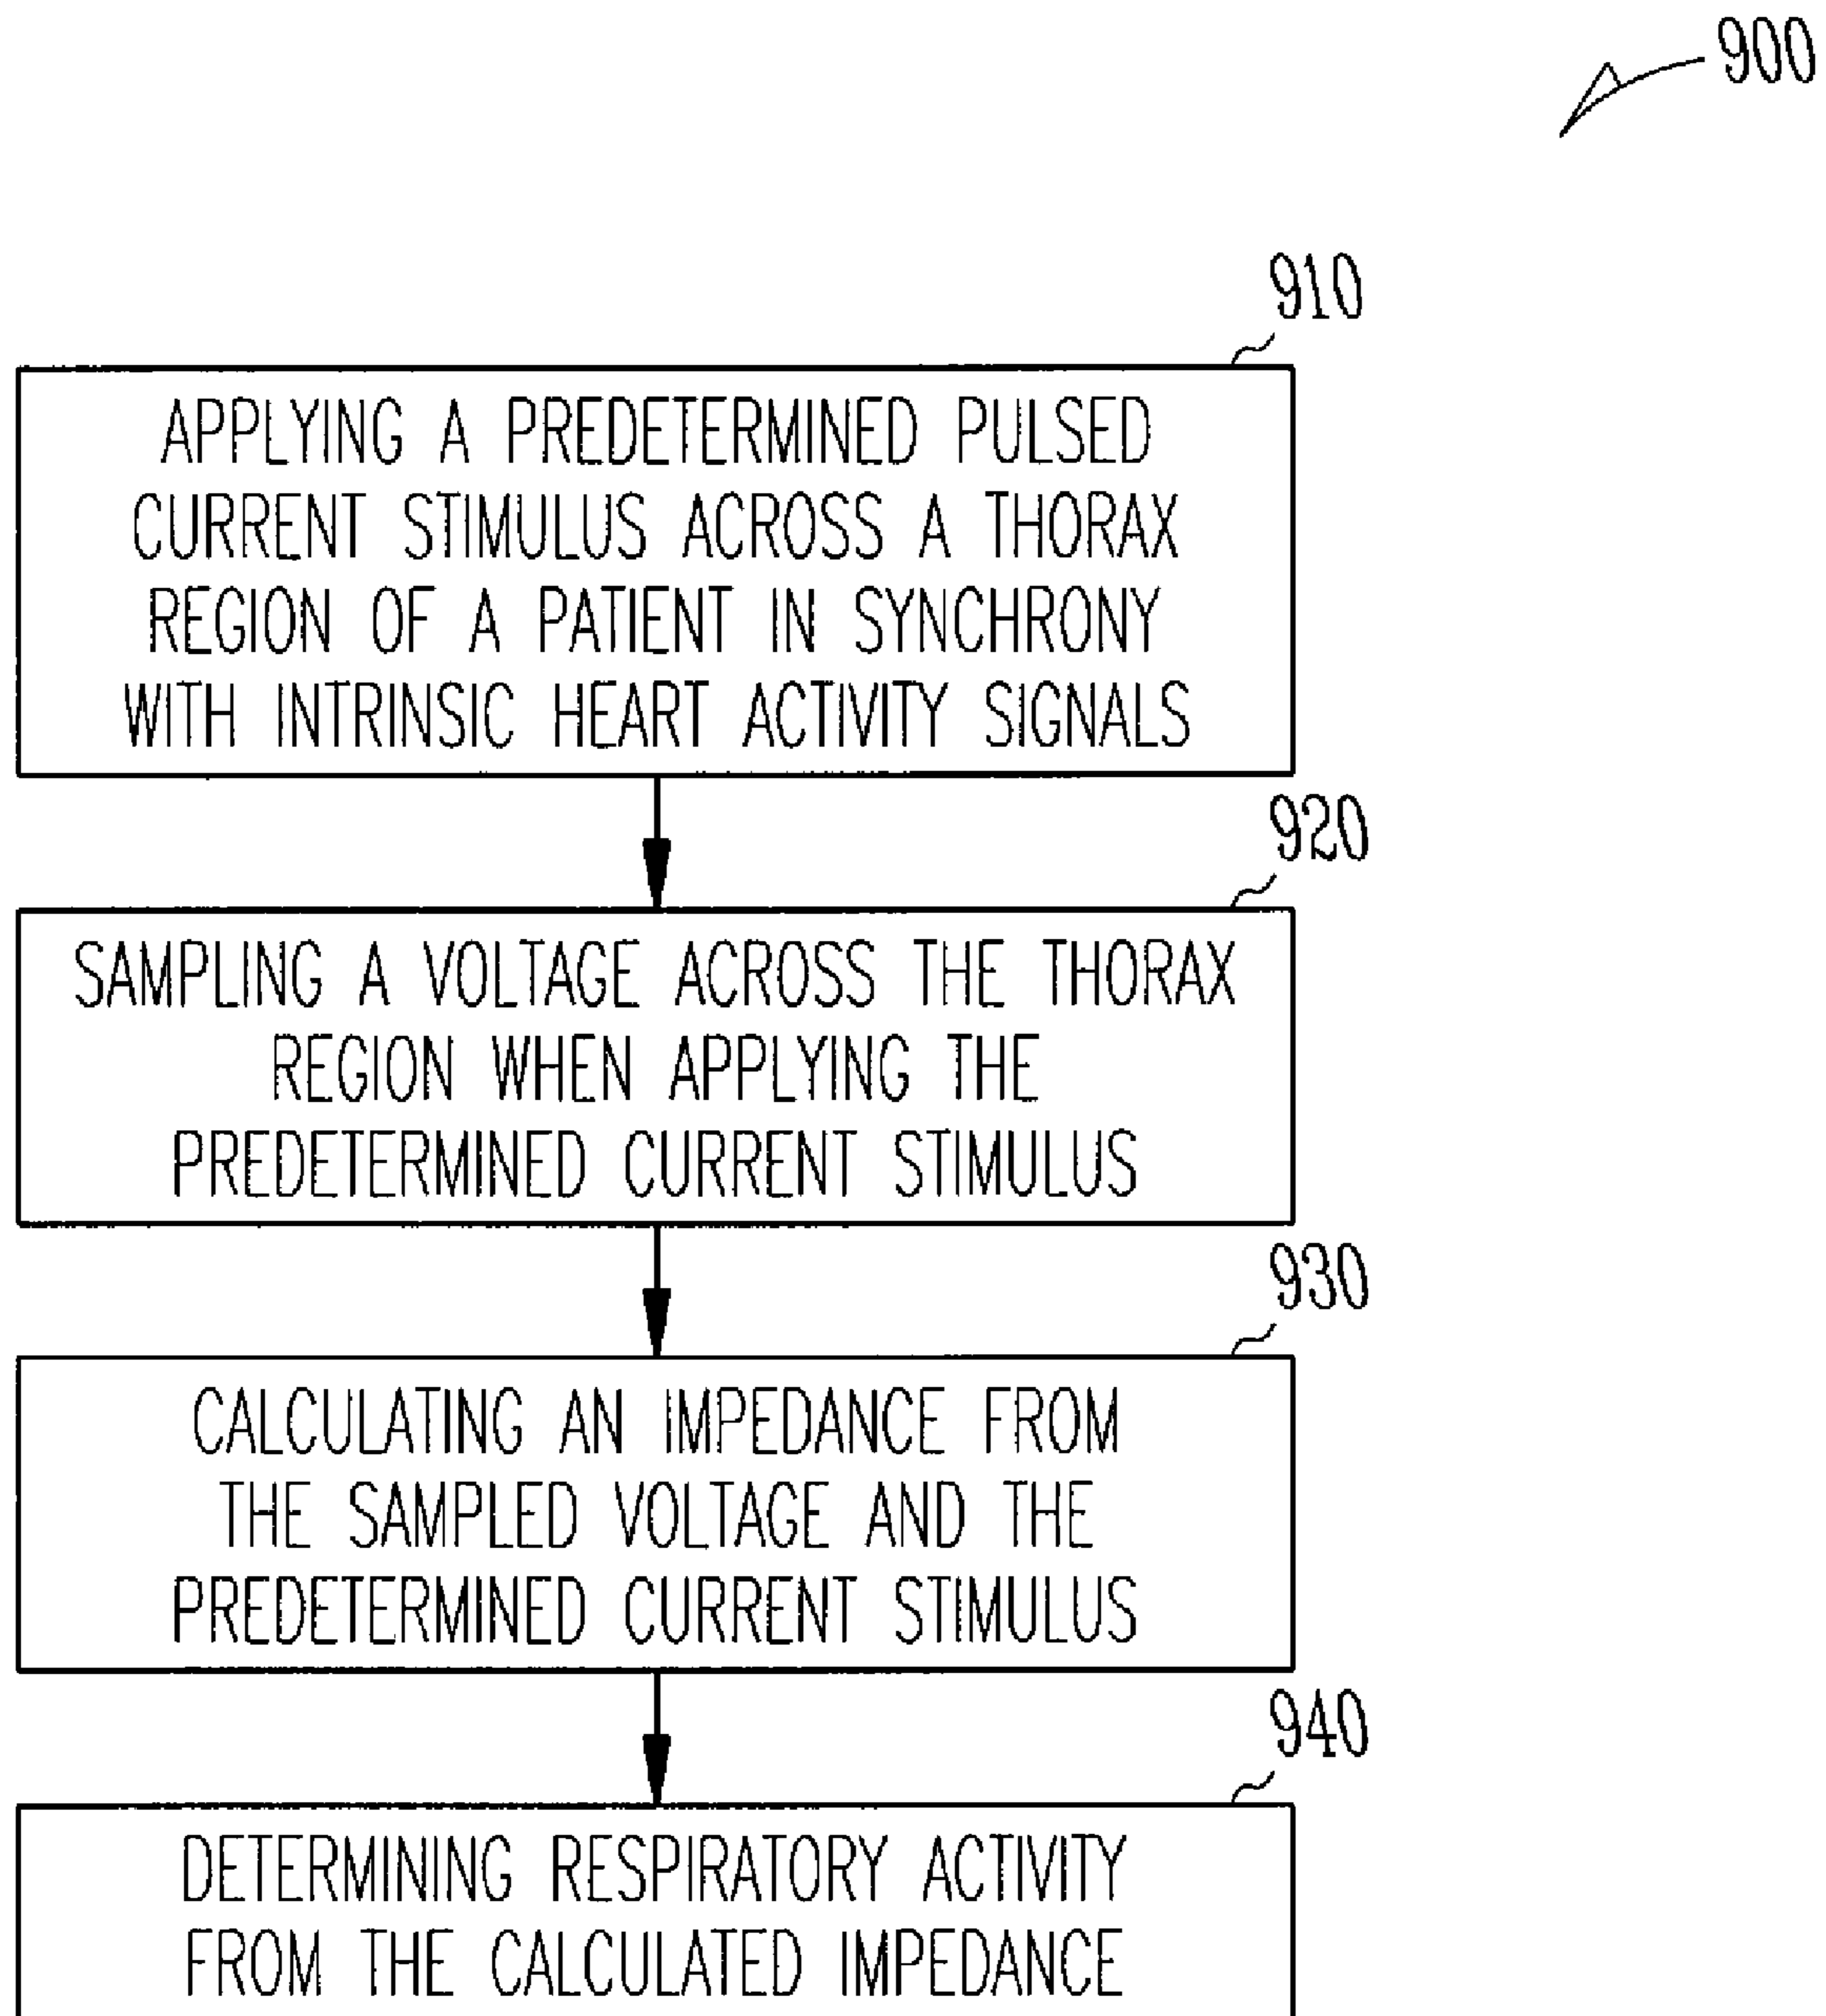 900
910
APPLYING A PREDETERMINED PULSED
CURRENT STIMULUS ACROSS A THORAX
REGION OF A PATIENT IN SYNCHRONY
WITH INTRINSIC HEART ACTIVITY SIGNALS
920
SAMPLING A VOLTAGE ACROSS THE THORAX
REGION WHEN APPLYING THE
PREDETERMINED CURRENT STIMULUS
930
CALCULATING AN IMPEDANCE FROM
THE SAMPLED VOLTAGE AND THE
PREDETERMINED CURRENT STIMULUS
940
DETERMINING RESPIRATORY ACTIVITY
FROM THE CALCULATED IMPEDANCE